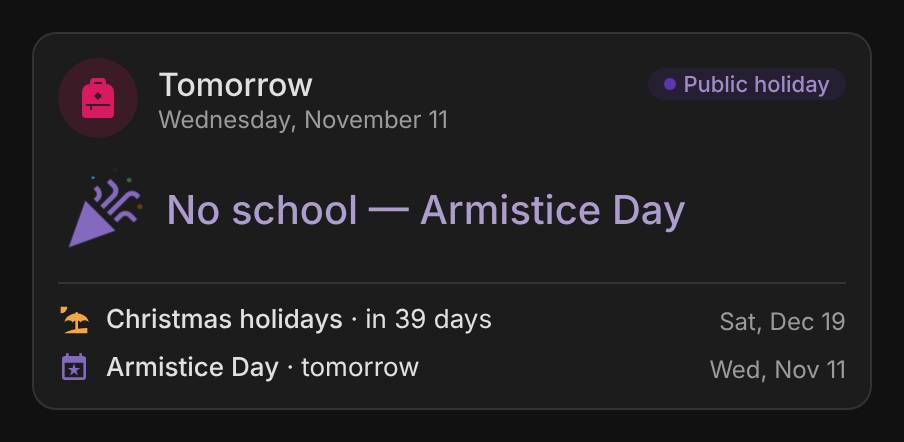 Tomorrow
Public holiday
Wednesday, November 11
No school — Armistice Day
Christmas holidays · in 39 days
Sat, Dec 19
Armistice Day · tomorrow
Wed, Nov 11